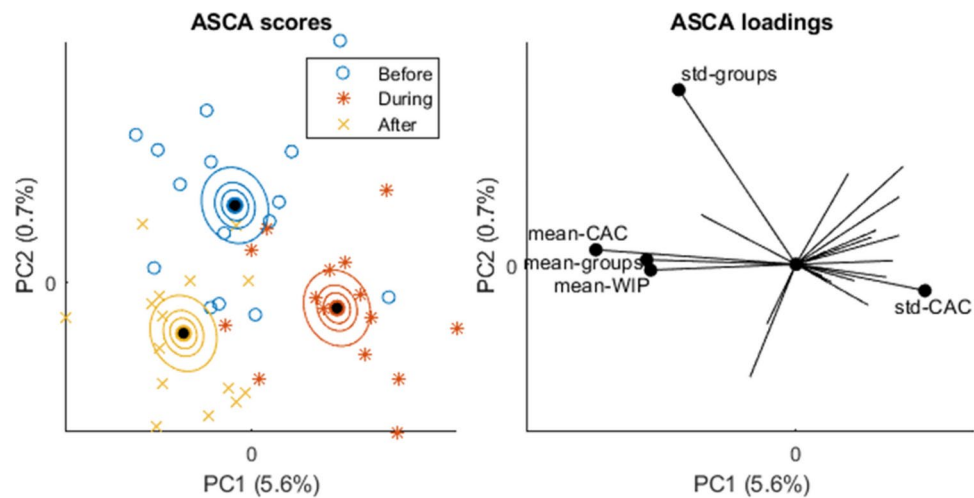 ASCA scores
Before
During
After
PC2 (0.7%)
0
0
PC1 (5.6%)
ASCA loadings
std-groups
mean-CAC
mean-groups
mean-WIP
std-CAC
PC2 (0.7%)
0
0
PC1 (5.6%)